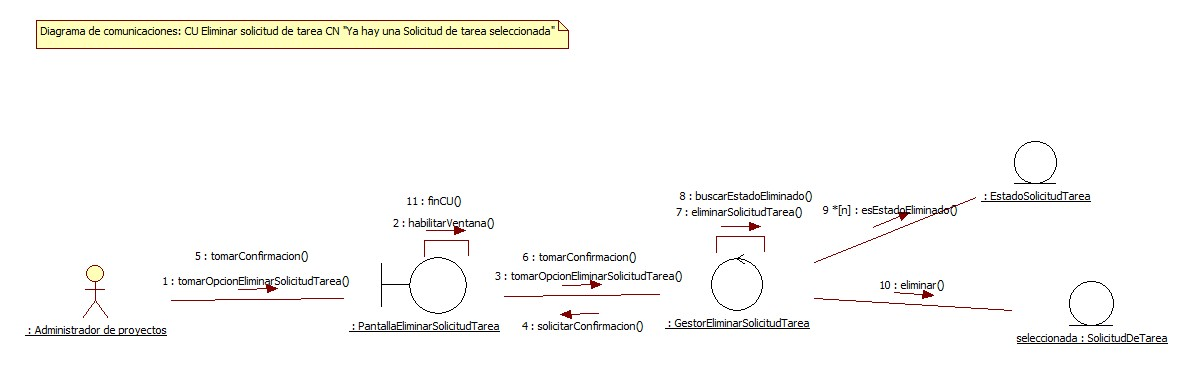 Diagrama de comunicaciones: CU Eliminar solicitud de tarea CN "Ya hay una Solicitud de tarea seleccionada"
: EstadoSolicitudTarea
8 : buscarEstadoEliminado()
11 : finCU()
7 : eliminarSolicitudTarea()
9 *[n] : esEstadoEliminado()
2 : habilitarVentana()
5 : tomarConfirmacion()
6 : tomarConfirmacion()
1 : tomarOpcionEliminarSolicitudTarea()
3 : tomarOpcionEliminarSolicitudTarea()
10 : eliminar()
: Administrador de proyectos
: PantallaEliminarSolicitudTarea
4 : solicitarConfirmacion()
: GestorEliminarSolicitudTarea
seleccionada : SolicitudDeTarea